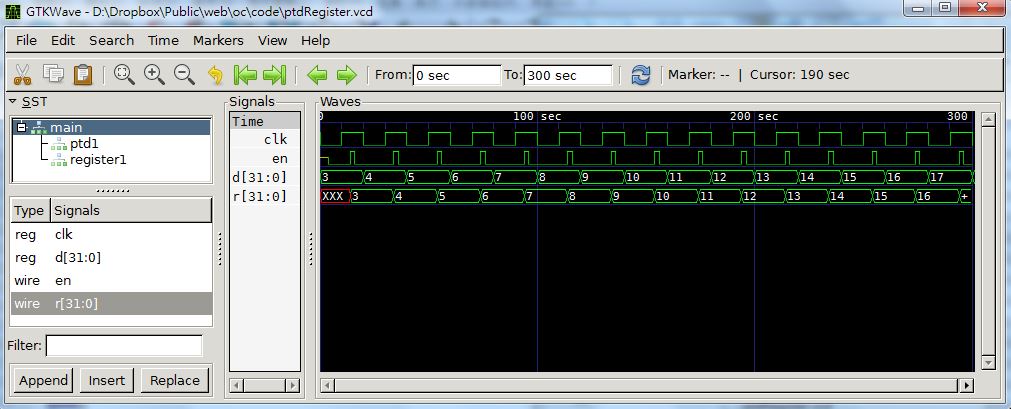 GTKWave - D:\Dropbox\Public\web\oc\code\ptdRegister.vcd
File Edit Search Time Markers View Help
From: 0 sec To: 300 sec Marker: -- | Cursor: 190 sec
SST
main
ptd1
register1
Type Signals
reg clk
reg d[31:0]
wire en
wire r[31:0]
Filter:
Append Insert Replace
Signals
Time
clk
en
d[31:0]
r[31:0]
Waves
0 100 sec 200 sec 300
3 4 5 6 7 8 9 10 11 12 13 14 15 16 17
XXX 3 4 5 6 7 8 9 10 11 12 13 14 15 16 +